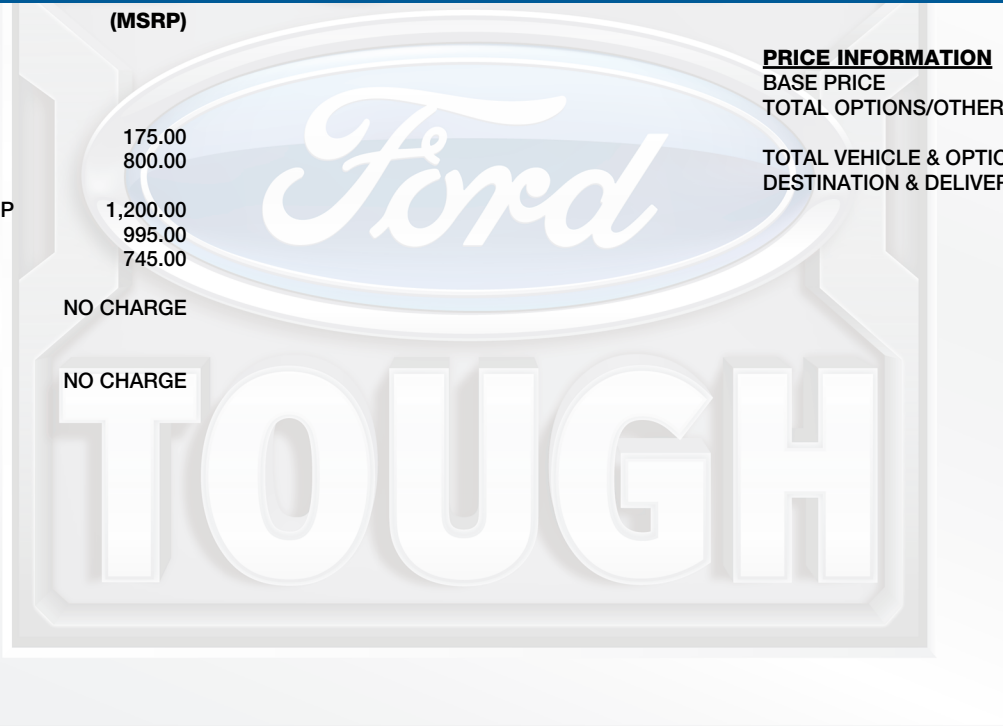 (MSRP)
175.00
800.00
P 1,200.00
995.00
745.00
NO CHARGE
NO CHARGE
PRICE INFORMATION
BASE PRICE
TOTAL OPTIONS/OTHER
TOTAL VEHICLE & OPTIO
DESTINATION & DELIVER
Ford
TOUGH